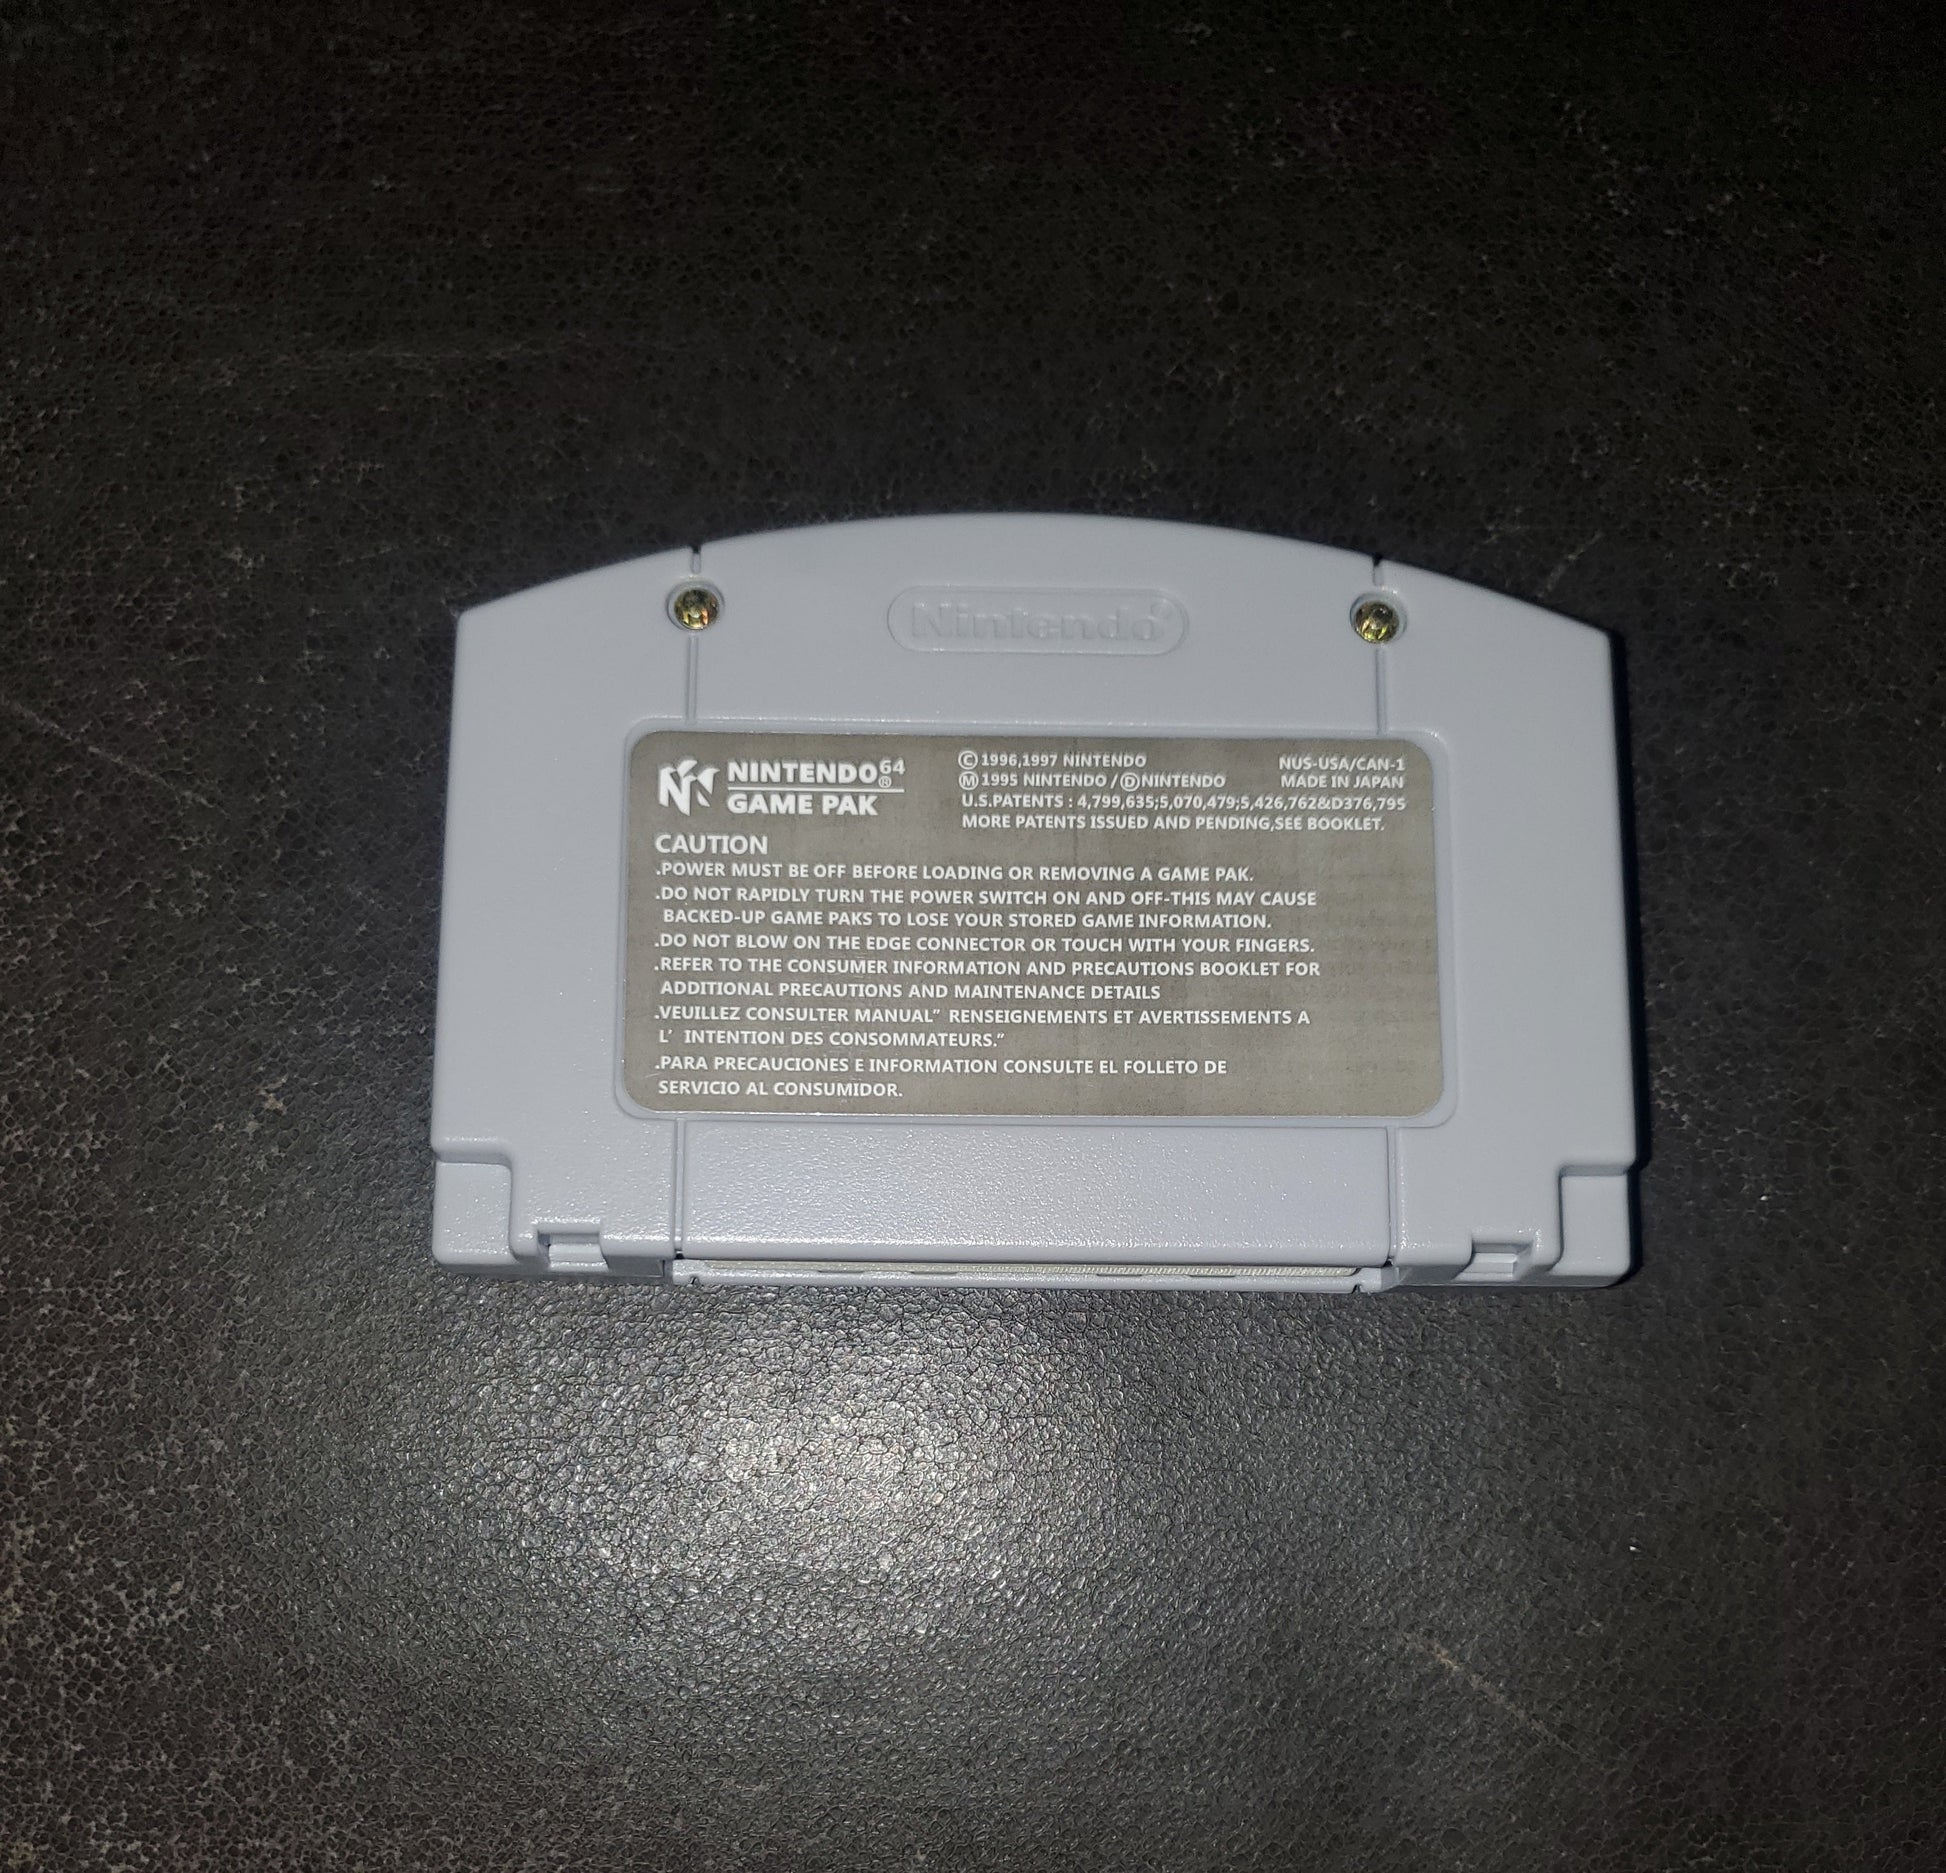 Nintendo®
NINTENDO64®
GAME PAK
©1996,1997 NINTENDO
Ⓜ1995 NINTENDO/ⒹNINTENDO
U.S.PATENTS : 4,799,635;5,070,479;5,426,762&D376,795
MORE PATENTS ISSUED AND PENDING,SEE BOOKLET.
NUS-USA/CAN-1
MADE IN JAPAN
CAUTION
.POWER MUST BE OFF BEFORE LOADING OR REMOVING A GAME PAK.
.DO NOT RAPIDLY TURN THE POWER SWITCH ON AND OFF-THIS MAY CAUSE
BACKED-UP GAME PAKS TO LOSE YOUR STORED GAME INFORMATION.
.DO NOT BLOW ON THE EDGE CONNECTOR OR TOUCH WITH YOUR FINGERS.
.REFER TO THE CONSUMER INFORMATION AND PRECAUTIONS BOOKLET FOR
ADDITIONAL PRECAUTIONS AND MAINTENANCE DETAILS
.VEUILLEZ CONSULTER MANUAL” RENSEIGNEMENTS ET AVERTISSEMENTS A
L’ INTENTION DES CONSOMMATEURS.”
.PARA PRECAUCIONES E INFORMATION CONSULTE EL FOLLETO DE
SERVICIO AL CONSUMIDOR.